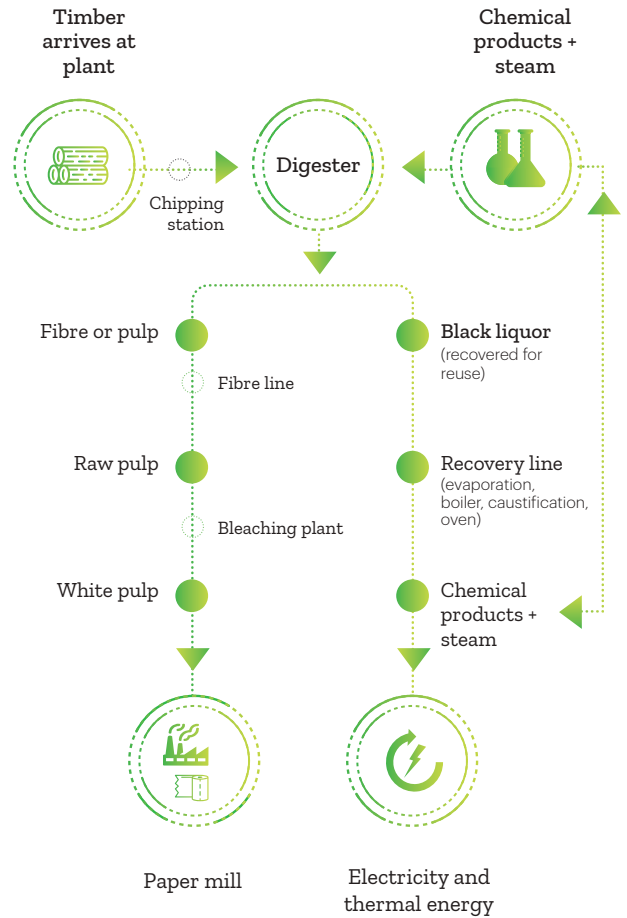 Timber
arrives at
plant
Chemical
products +
steam
Digester
Chipping
station
Fibre or pulp
Black liquor
(recovered for
reuse)
Fibre line
Raw pulp
Recovery line
(evaporation,
boiler, caustification,
oven)
Bleaching plant
White pulp
Chemical
products +
steam
Paper mill
Electricity and
thermal energy